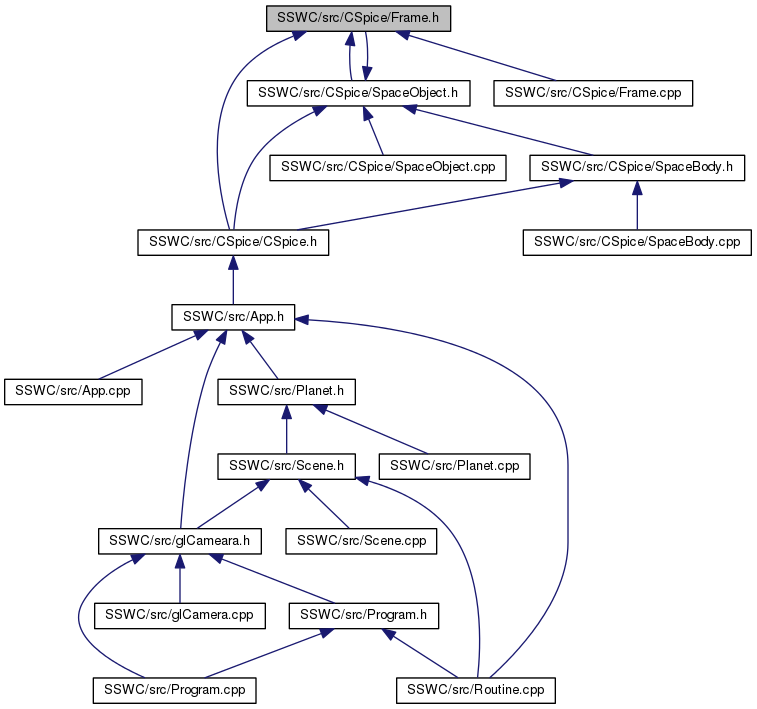 SSWC/src/CSpice/Frame.h
SSWC/src/CSpice/SpaceObject.h
SSWC/src/CSpice/Frame.cpp
SSWC/src/CSpice/SpaceObject.cpp
SSWC/src/CSpice/SpaceBody.h
SSWC/src/CSpice/CSpice.h
SSWC/src/CSpice/SpaceBody.cpp
SSWC/src/App.h
SSWC/src/App.cpp
SSWC/src/Planet.h
SSWC/src/Scene.h
SSWC/src/Planet.cpp
SSWC/src/glCameara.h
SSWC/src/Scene.cpp
SSWC/src/glCamera.cpp
SSWC/src/Program.h
SSWC/src/Program.cpp
SSWC/src/Routine.cpp